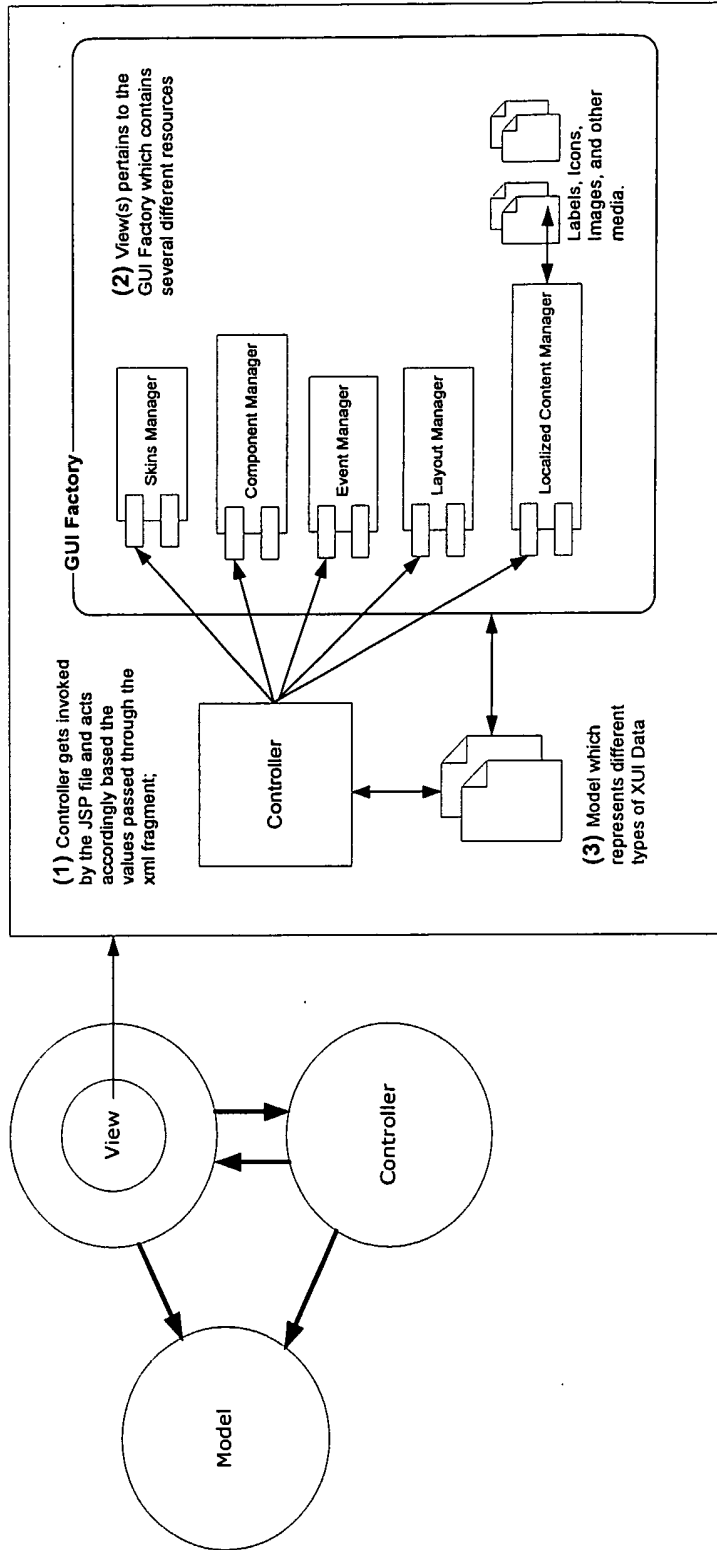 Model
View
Controller
(1) Controller gets invoked
by the JSP file and acts
accordingly based the
values passed through the
xml fragment;
Controller
(3) Model which
represents different
types of XUI Data
GUI Factory
Skins Manager
Component Manager
Event Manager
Layout Manager
Localized Content Manager
(2) View(s) pertains to the
GUI Factory which contains
several different resources
Labels, Icons,
Images, and other
media.